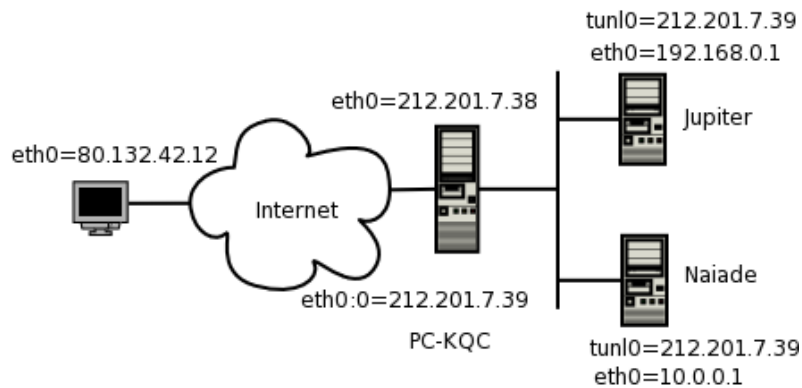 tunl0=212.201.7.39
eth0=192.168.0.1
eth0=212.201.7.38
Jupiter
eth0=80.132.42.12
Internet
Naiade
eth0:0=212.201.7.39
PC-KQC
tunl0=212.201.7.39
eth0=10.0.0.1